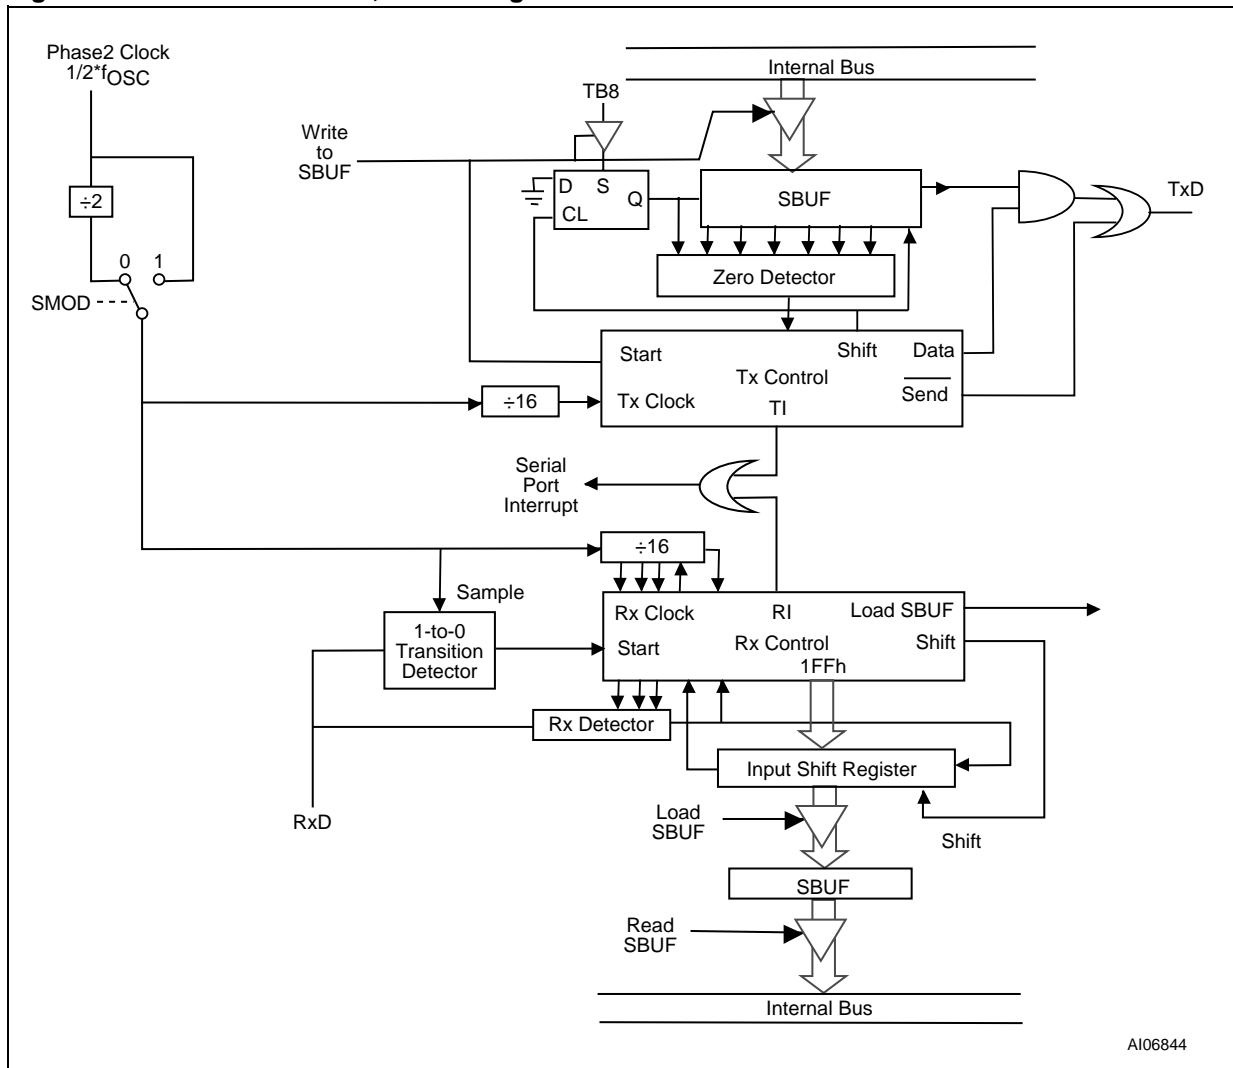 Phase2 Clock
1/2*fOSC
Internal Bus
TB8
Write
to
SBUF
D S
Q
CL
SBUF
TxD
÷2
0 1
SMOD
Zero Detector
Start
Shift
Data
Tx Control
Send
Tx Clock
TI
÷16
Serial
Port
Interrupt
÷16
Sample
1-to-0
Transition
Detector
Rx Clock
RI
Load SBUF
Start
Rx Control
Shift
1FFh
Rx Detector
Input Shift Register
RxD
Load
SBUF
Shift
SBUF
Read
SBUF
Internal Bus
AI06844